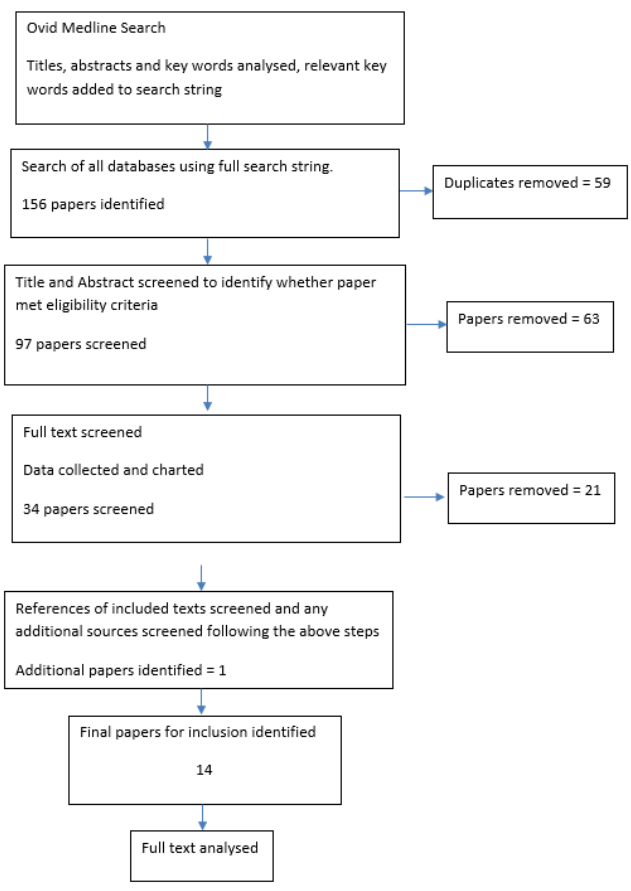 Ovid Medline Search
Titles, abstracts and key words analysed, relevant key
words added to search string
Search of all databases using full search string.
156 papers identified
Duplicates removed = 59
Title and Abstract screened to identify whether paper
met eligibility criteria
97 papers screened
Papers removed = 63
Full text screened
Data collected and charted
34 papers screened
Papers removed = 21
References of included texts screened and any
additional sources screened following the above steps
Additional papers identified = 1
Final papers for inclusion identified
14
Full text analysed